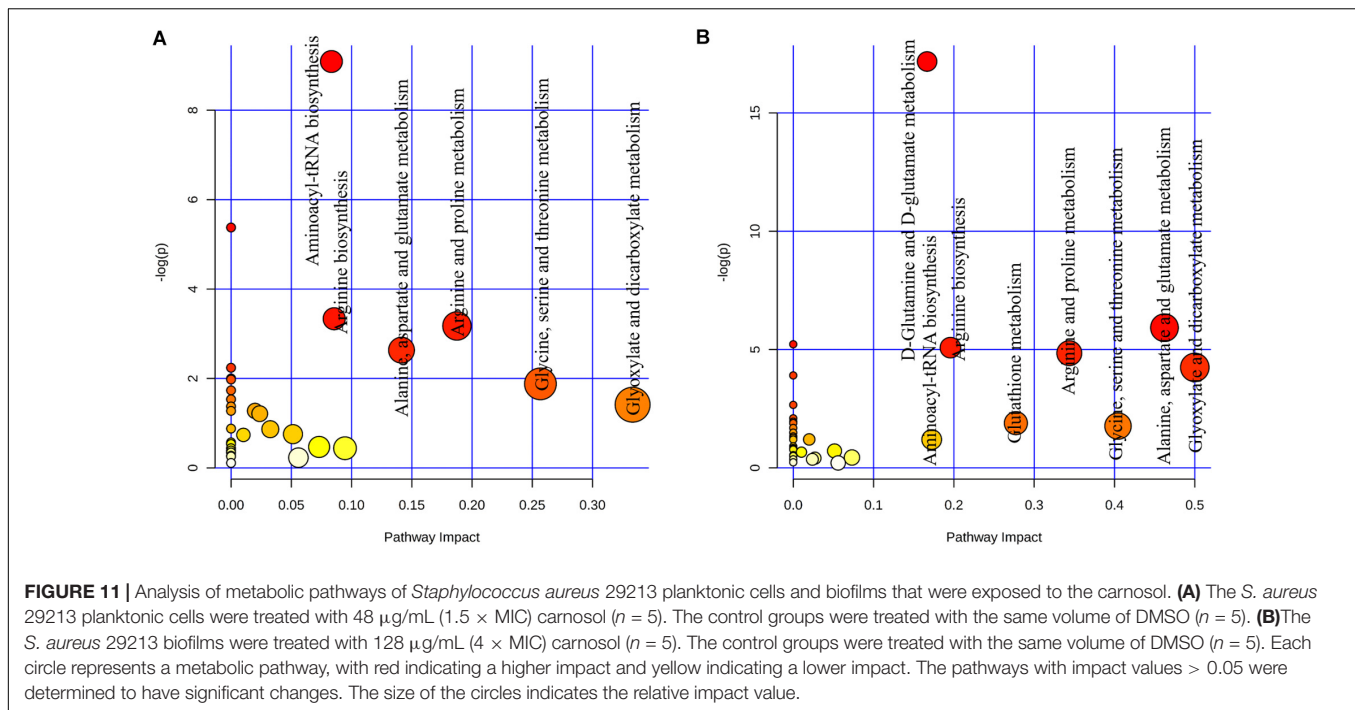 A
Aminoacyl-tRNA biosynthesis
Arginine biosynthesis
Alanine, aspartate and glutamate metabolism
Arginine and proline metabolism
Glycine, serine and threonine metabolism
Glyoxylate and dicarboxylate metabolism
-log(p)
8
6
4
2
0
0.00 0.05 0.10 0.15 0.20 0.25 0.30
Pathway Impact
B
D-Glutamine and D-glutamate metabolism
Aminoacyl-tRNA biosynthesis
Arginine biosynthesis
Glutathione metabolism
Arginine and proline metabolism
Glycine, serine and threonine metabolism
Alanine, aspartate and glutamate metabolism
Glyoxylate and dicarboxylate metabolism
-log(p)
15
10
5
0
0.0 0.1 0.2 0.3 0.4 0.5
Pathway Impact
FIGURE 11 | Analysis of metabolic pathways of Staphylococcus aureus 29213 planktonic cells and biofilms that were exposed to the carnosol. (A) The S. aureus
29213 planktonic cells were treated with 48 μg/mL (1.5 × MIC) carnosol (n = 5). The control groups were treated with the same volume of DMSO (n = 5). (B)The
S. aureus 29213 biofilms were treated with 128 μg/mL (4 × MIC) carnosol (n = 5). The control groups were treated with the same volume of DMSO (n = 5). Each
circle represents a metabolic pathway, with red indicating a higher impact and yellow indicating a lower impact. The pathways with impact values > 0.05 were
determined to have significant changes. The size of the circles indicates the relative impact value.